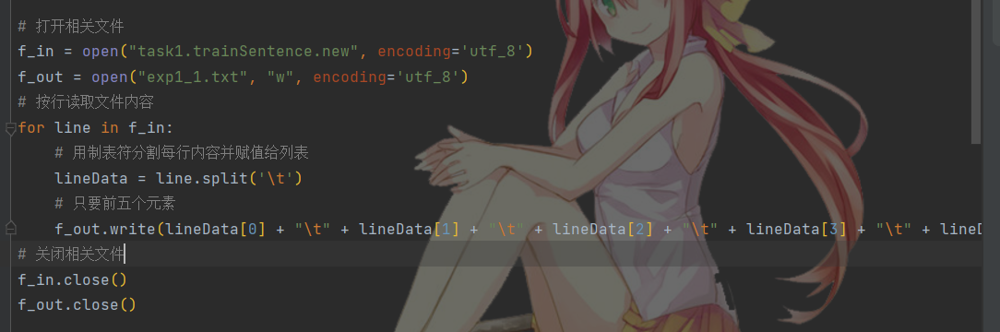 # 打开相关文件
f_in = open("task1.trainSentence.new", encoding='utf_8')
f_out = open("exp1_1.txt", "w", encoding='utf_8')
# 按行读取文件内容
for line in f_in:
    # 用制表符分割每行内容并赋值给列表
    lineData = line.split('\t')
    # 只要前五个元素
    f_out.write(lineData[0] + "\t" + lineData[1] + "\t" + lineData[2] + "\t" + lineData[3] + "\t" + lineD
# 关闭相关文件
f_in.close()
f_out.close()